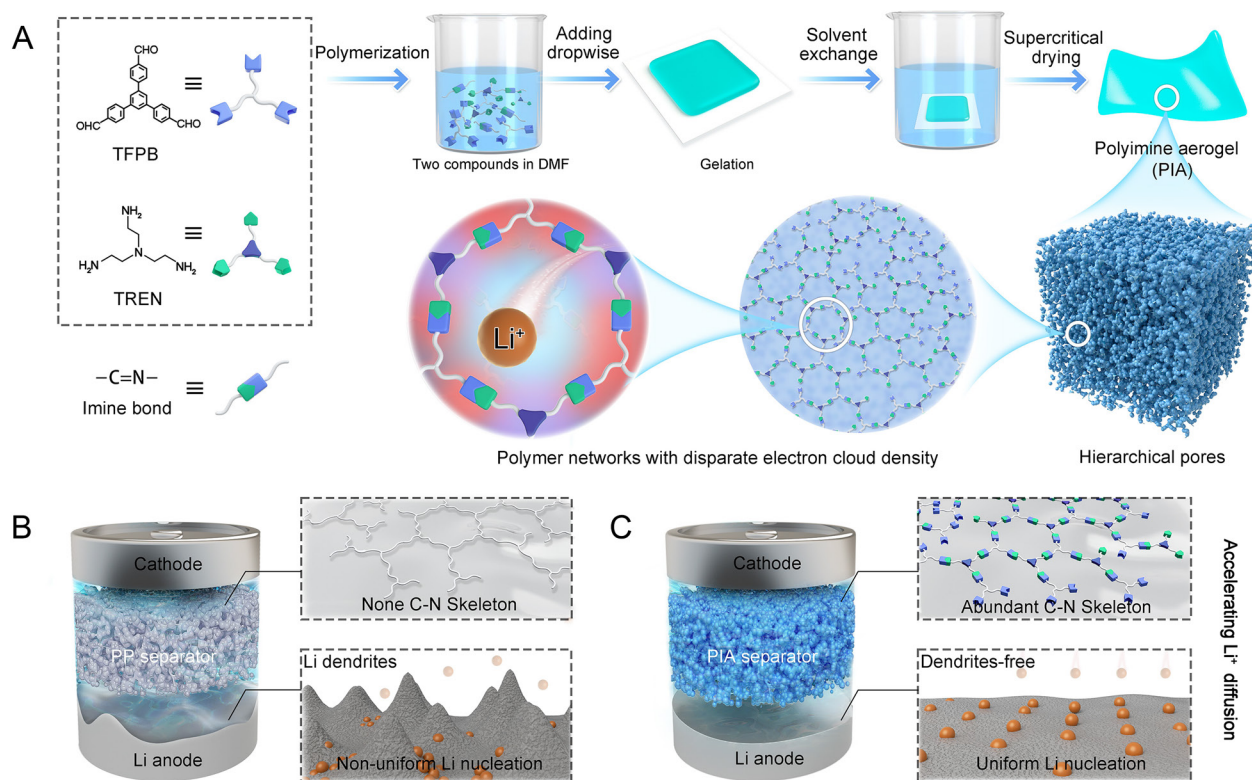 A
CHO
OHC
CHO
TFPB
NH₂
H₂N
N
NH₂
TREN
–C=N–
Imine bond
≡
≡
≡
Polymerization
Two compounds in DMF
Adding
dropwise
Gelation
Solvent
exchange
Supercritical
drying
Polyimine aerogel
(PIA)
Li⁺
Polymer networks with disparate electron cloud density
Hierarchical pores
B
Cathode
PP separator
Li anode
None C-N Skeleton
Li dendrites
Non-uniform Li nucleation
C
Cathode
PIA separator
Li anode
Abundant C-N Skeleton
Dendrites-free
Uniform Li nucleation
Accelerating Li⁺ diffusion